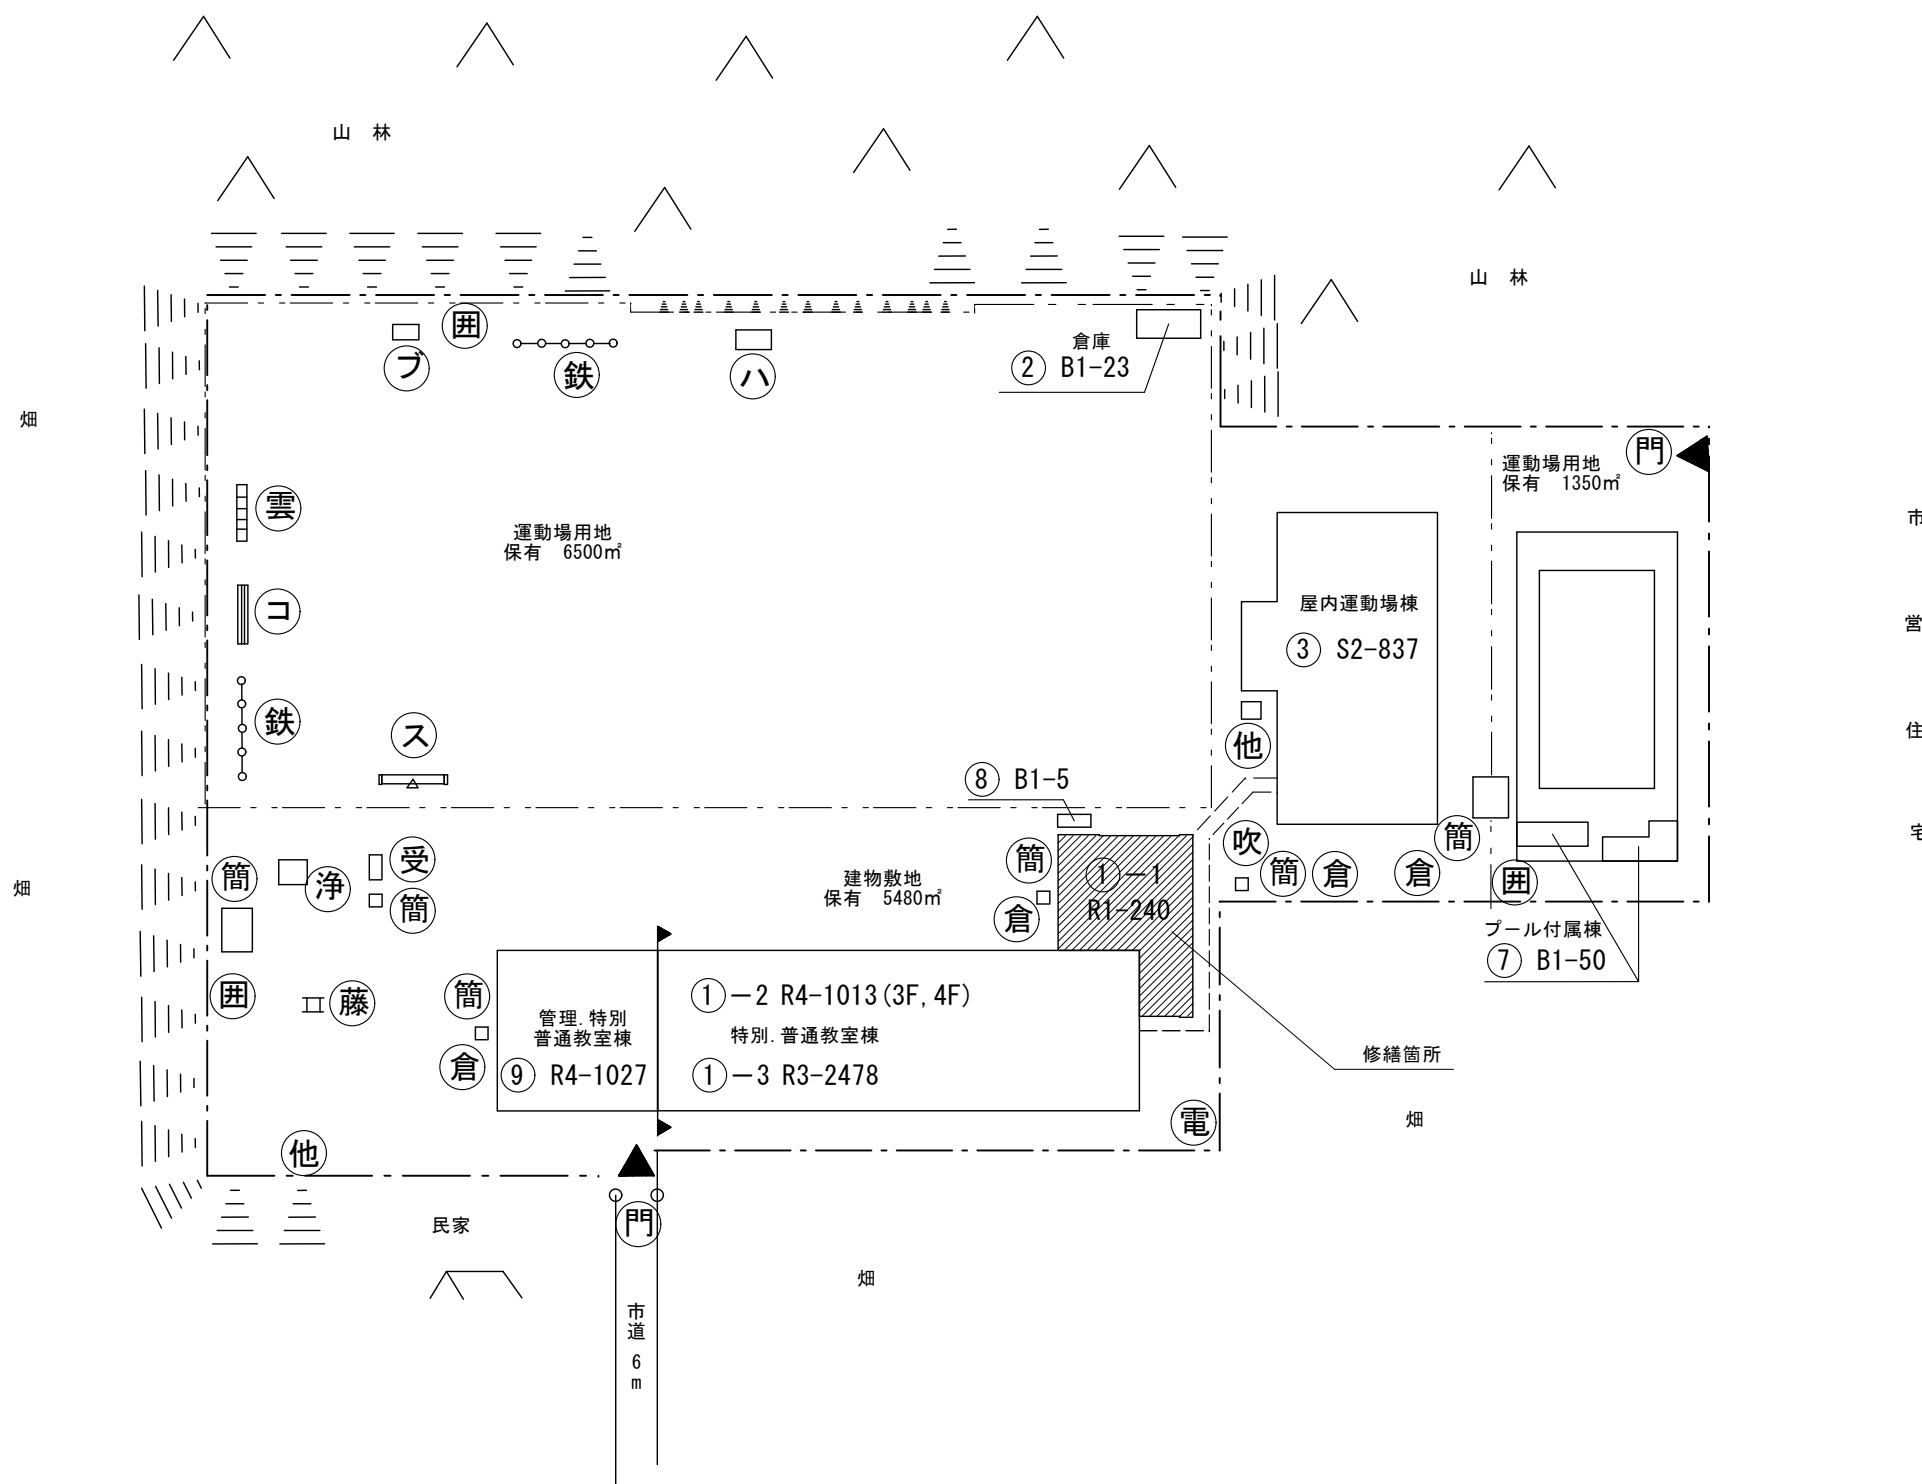 山 林
山 林
囲
ブ
鉄
ハ
倉庫
② B1-23
畑
運動場用地
保有 1350㎡
門
雲
運動場用地
保有 6500㎡
コ
屋内運動場棟
③ S2-837
市
営
住
宅
鉄
ス
他
⑧ B1-5
簡
浄
受
簡
畑
建物敷地
保有 5480㎡
簡
倉
①-1
R1-240
吹
簡
倉
倉
簡
囲
プール付属棟
⑦ B1-50
囲
藤
簡
倉
管理.特別
普通教室棟
⑨ R4-1027
①-2 R4-1013(3F,4F)
特別.普通教室棟
①-3 R3-2478
修繕箇所
畑
電
他
民家
門
畑
市道 6m